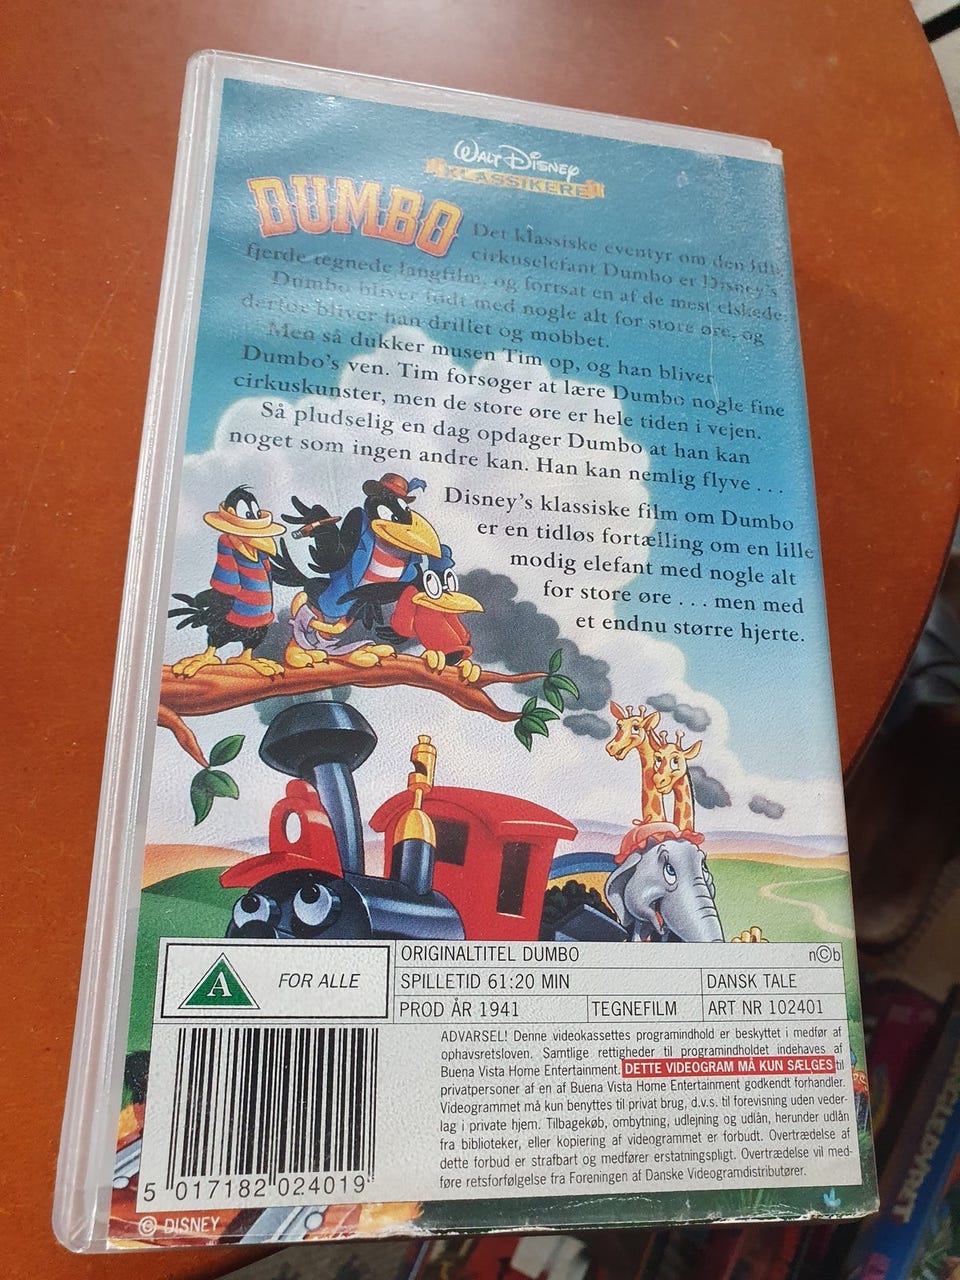 WALT DISNEY
KLASSIKERE
DUMBO
Det klassiske eventyr om den lille
cirkuselefant Dumbo er Disney's
fjerde tegnede langfilm, og fortsat en af de mest elskede.
Dumbo bliver født med nogle alt for store øre, og
derfor bliver han drillet og mobbet.
Men så dukker musen Tim op, og han bliver
Dumbo's ven. Tim forsøger at lære Dumbo nogle fine
cirkuskunster, men de store øre er hele tiden i vejen.
Så pludselig en dag opdager Dumbo at han kan
noget som ingen andre kan. Han kan nemlig flyve . . .
Disney's klassiske film om Dumbo
er en tidløs fortælling om en lille
modig elefant med nogle alt
for store øre . . . men med
et endnu større hjerte.
A FOR ALLE
ORIGINALTITEL DUMBO n©b
SPILLETID 61:20 MIN DANSK TALE
PROD ÅR 1941 TEGNEFILM ART NR 102401
ADVARSEL! Denne videokassettes programindhold er beskyttet i medfør af
ophavsretsloven. Samtlige rettigheder til programindholdet indehaves af
Buena Vista Home Entertainment. DETTE VIDEOGRAM MÅ KUN SÆLGES til
privatpersoner af en af Buena Vista Home Entertainment godkendt forhandler.
Videogrammet må kun benyttes til privat brug, d.v.s. til forevisning uden veder-
lag i private hjem. Tilbagekøb, ombytning, udlejning og udlån, herunder udlån
fra biblioteker, eller kopiering af videogrammet er forbudt. Overtrædelse af
dette forbud er strafbart og medfører erstatningspligt. Overtrædelse vil med-
føre retsforfølgelse fra Foreningen af Danske Videogramdistributører.
5 017182 024019
© DISNEY